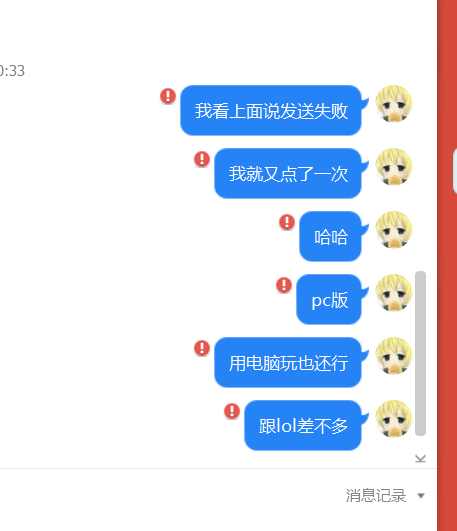 0:33
我看上面说发送失败
我就又点了一次
哈哈
pc版
用电脑玩也还行
跟lol差不多
消息记录